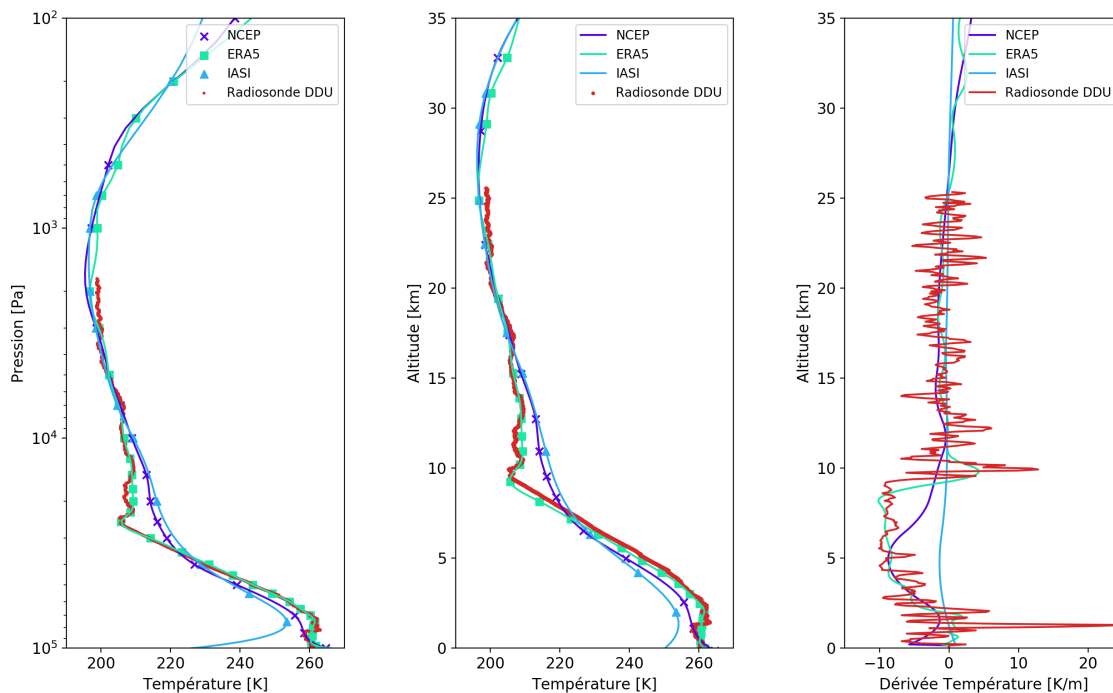 10²
10³
10⁴
10⁵
Pression [Pa]
200 220 240 260
Température [K]
NCEP
ERA5
IASI
Radiosonde DDU
35
30
25
20
15
10
5
0
Altitude [km]
200 220 240 260
Température [K]
NCEP
ERA5
IASI
Radiosonde DDU
35
30
25
20
15
10
5
0
Altitude [km]
−10 0 10 20
Dérivée Température [K/m]
NCEP
ERA5
IASI
Radiosonde DDU